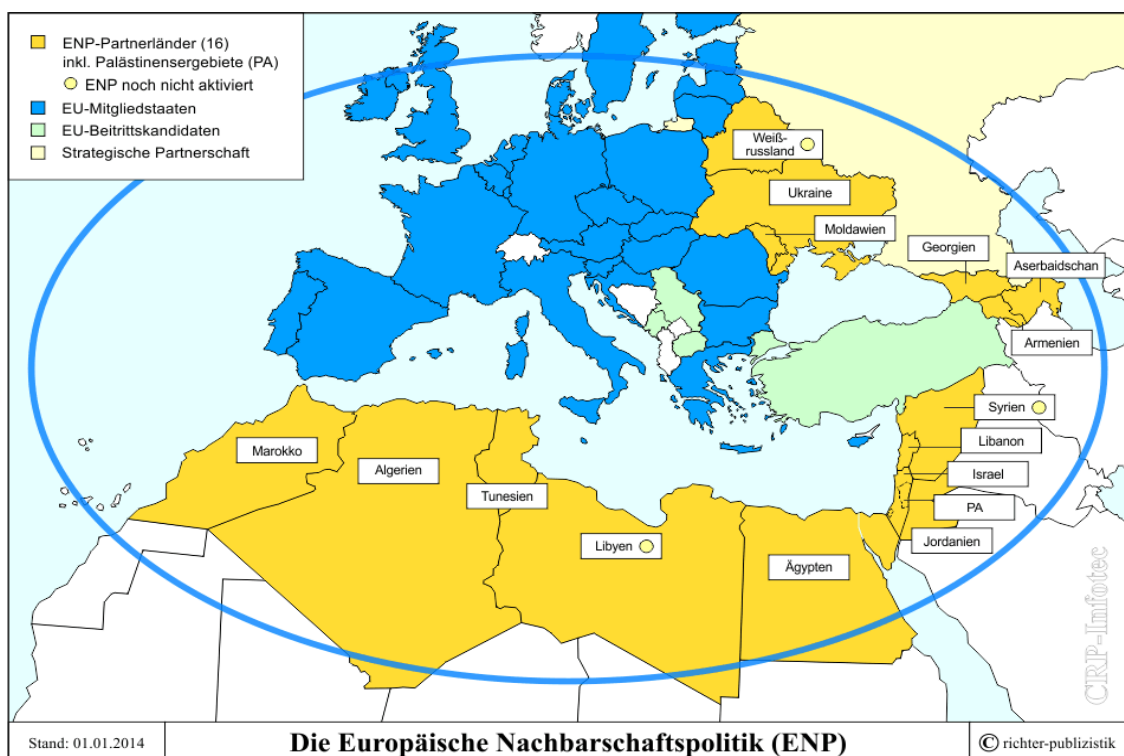 ENP-Partnerländer (16)
inkl. Palästinensergebiete (PA)
ENP noch nicht aktiviert
EU-Mitgliedstaaten
EU-Beitrittskandidaten
Strategische Partnerschaft
Weiß-
russland
Ukraine
Moldawien
Georgien
Aserbaidschan
Armenien
Syrien
Libanon
Israel
PA
Jordanien
Marokko
Algerien
Tunesien
Libyen
Ägypten
CRP-Infotec
Stand: 01.01.2014
Die Europäische Nachbarschaftspolitik (ENP)
© richter-publizistik